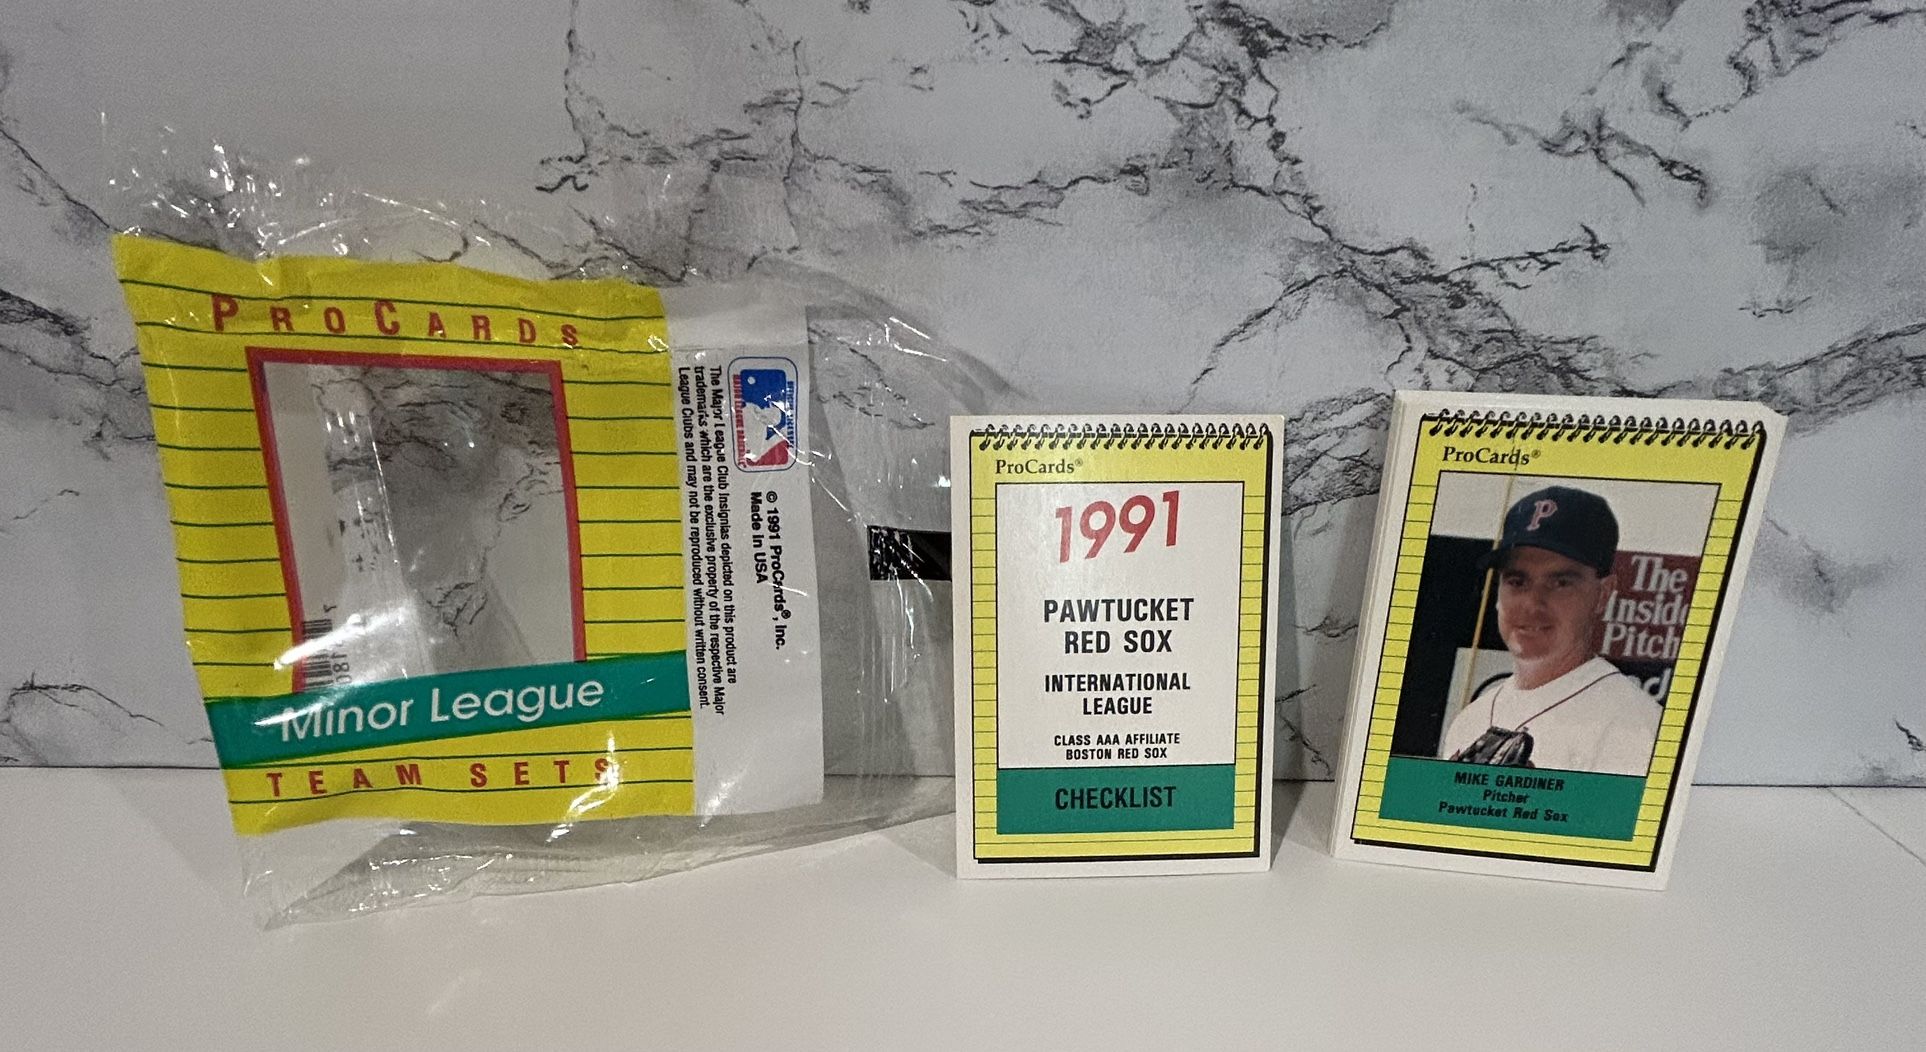 PROCARDS
Minor League
TEAM SETS
The Major League Club Insignias depicted on this product are
trademarks which are the exclusive property of the respective Major
League Clubs and may not be reproduced without written consent.
© 1991 ProCards®, Inc.
Made in USA
ProCards®
1991
PAWTUCKET
RED SOX
INTERNATIONAL
LEAGUE
CLASS AAA AFFILIATE
BOSTON RED SOX
CHECKLIST
ProCards®
P
The
Inside
Pitch
MIKE GARDINER
Pitcher
Pawtucket Red Sox